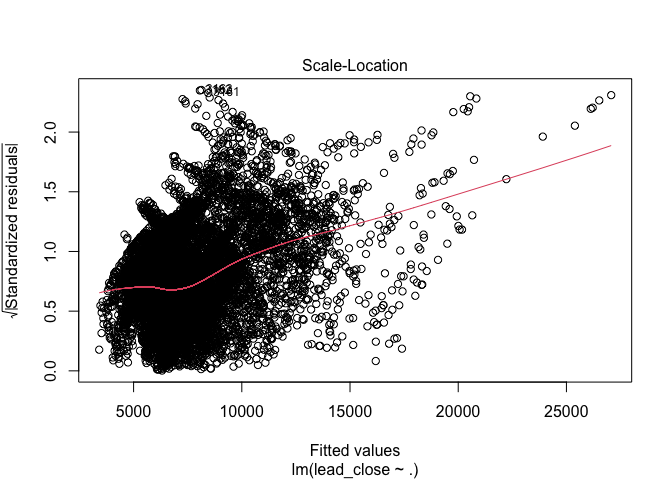 Scale-Location
√|Standardized residuals|
2.0
1.5
1.0
0.5
0.0
5000 10000 15000 20000 25000
Fitted values
lm(lead_close ~ .)